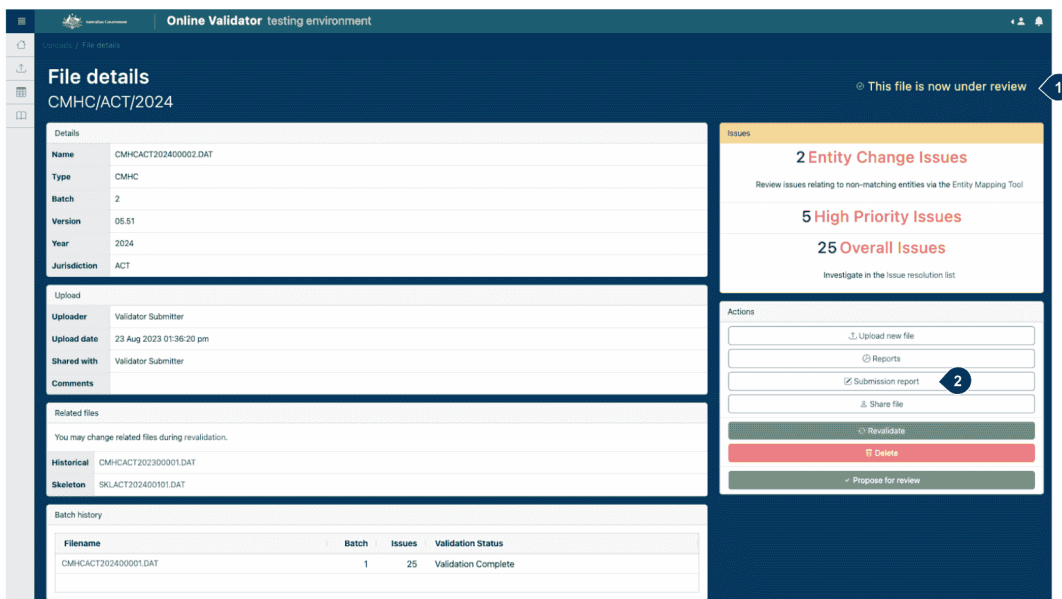 Australian Government
Online Validator testing environment
Uploads / File details
File details
CMHC/ACT/2024
This file is now under review
1
Details
Name CMHCACT202400002.DAT
Type CMHC
Batch 2
Version 05.51
Year 2024
Jurisdiction ACT
Upload
Uploader Validator Submitter
Upload date 23 Aug 2023 01:36:20 pm
Shared with Validator Submitter
Comments
Related files
You may change related files during revalidation.
Historical CMHCACT202300001.DAT
Skeleton SKLACT202400101.DAT
Batch history
Filename Batch Issues Validation Status
CMHCACT202400001.DAT 1 25 Validation Complete
Issues
2 Entity Change Issues
Review issues relating to non-matching entities via the Entity Mapping Tool
5 High Priority Issues
25 Overall Issues
Investigate in the Issue resolution list
Actions
Upload new file
Reports
Submission report
2
Share file
Revalidate
Delete
Propose for review